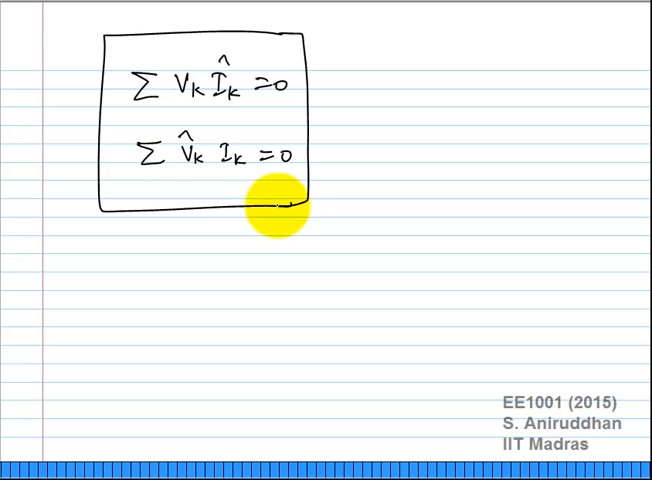 ∑ V_k Î_k = 0
∑ V̂_k I_k = 0
EE1001 (2015)
S. Aniruddhan
IIT Madras